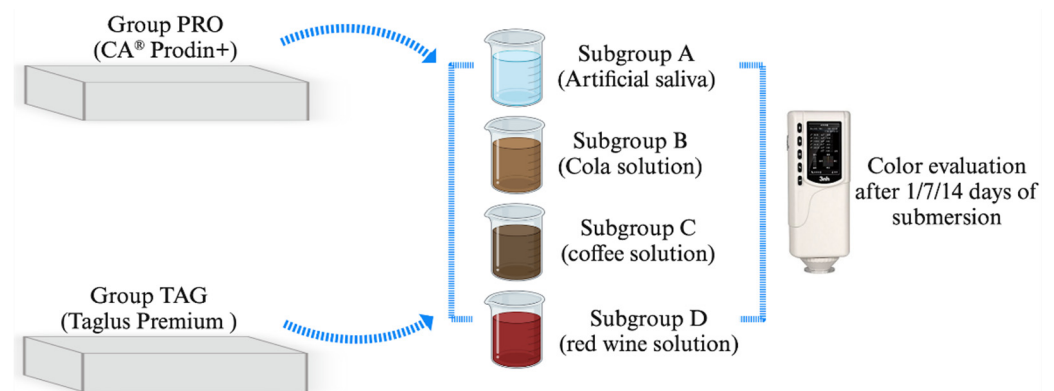 Group PRO
(CA® Prodin+)
Subgroup A
(Artificial saliva)
Subgroup B
(Cola solution)
Subgroup C
(coffee solution)
Color evaluation
after 1/7/14 days of
submersion
Group TAG
(Taglus Premium )
Subgroup D
(red wine solution)